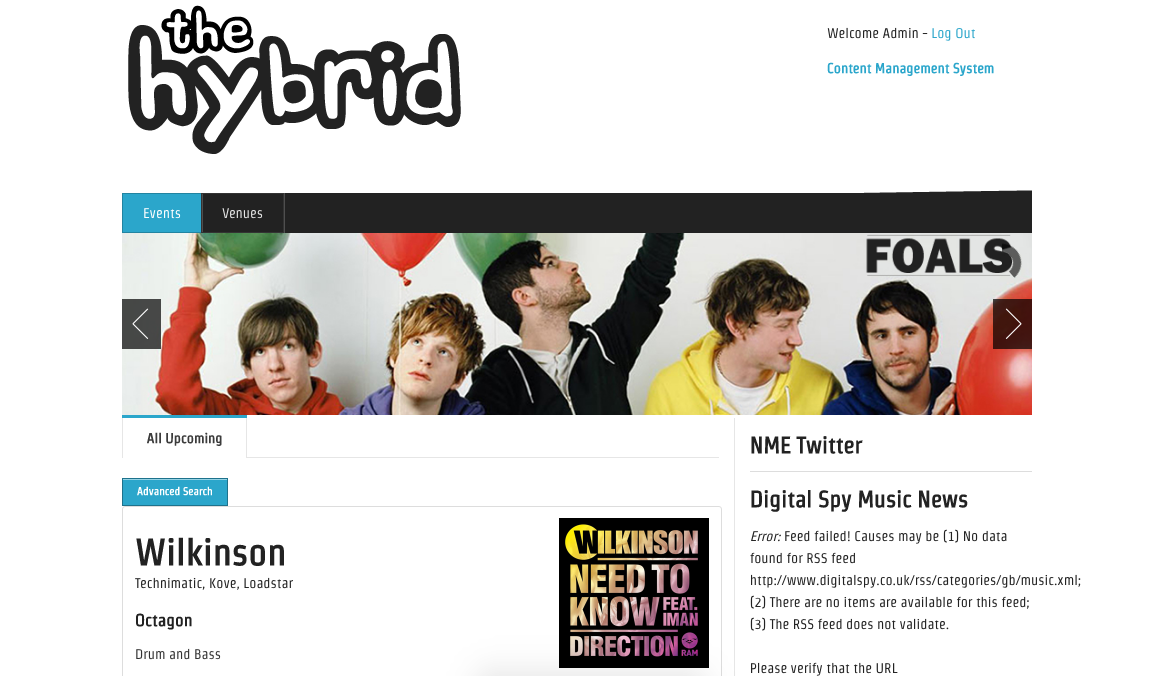 the
hybrid
Welcome Admin - Log Out
Content Management System
Events
Venues
FOALS
All Upcoming
Advanced Search
Wilkinson
Technimatic, Kove, Loadstar
Octagon
Drum and Bass
WILKINSON
NEED TO
KNOW FEAT. IMAN
DIRECTION RAM
NME Twitter
Digital Spy Music News
Error: Feed failed! Causes may be (1) No data
found for RSS feed
http://www.digitalspy.co.uk/rss/categories/gb/music.xml;
(2) There are no items are available for this feed;
(3) The RSS feed does not validate.
Please verify that the URL